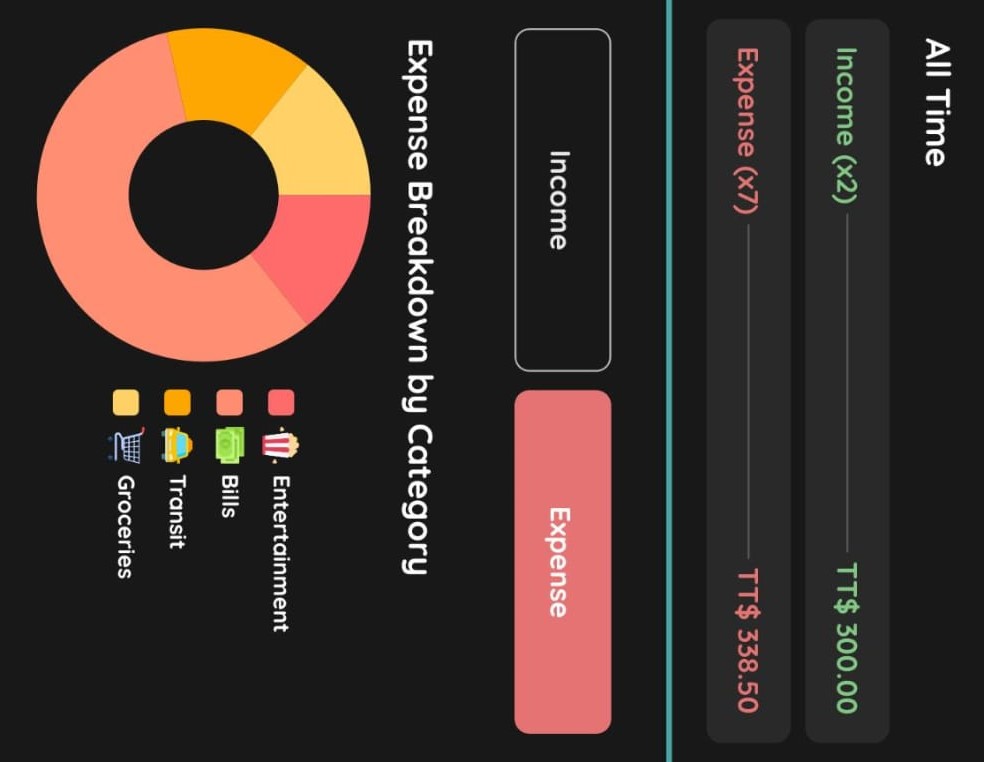 All Time
Income (x2) TT$ 300.00
Expense (x7) TT$ 338.50
Income Expense
Expense Breakdown by Category
Entertainment
Bills
Transit
Groceries